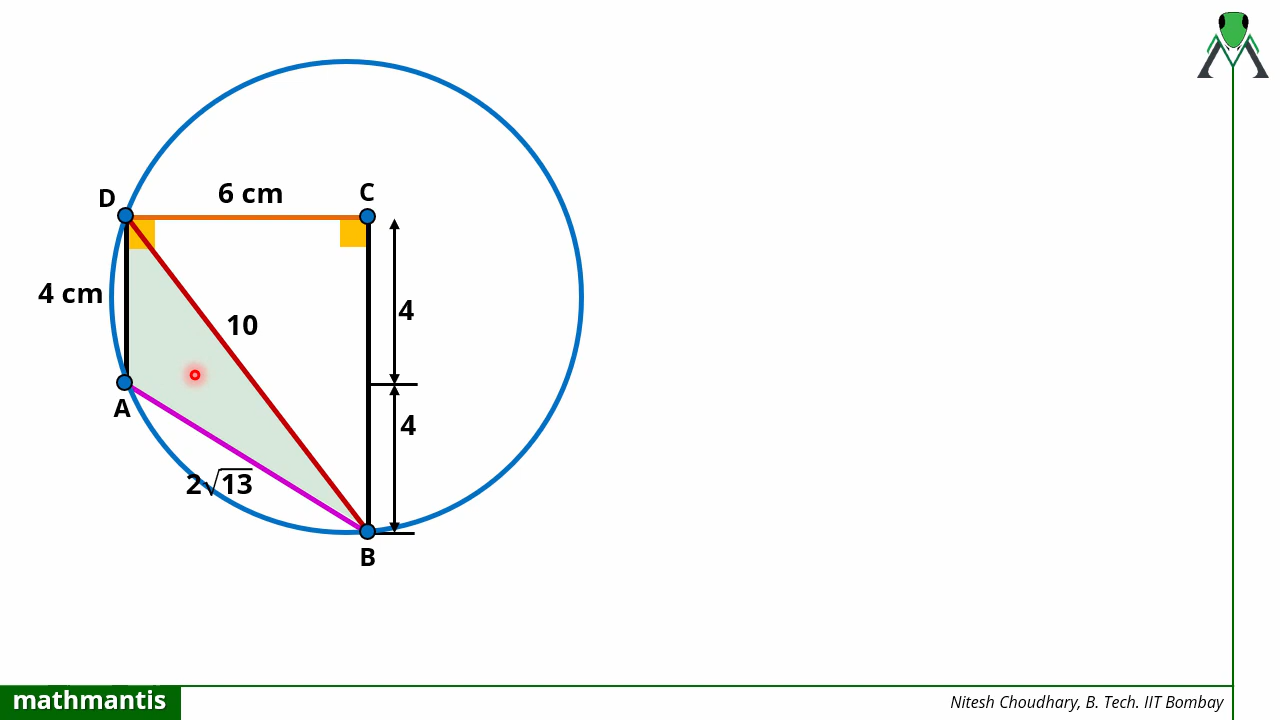 D
6 cm
C
4 cm
10
4
A
4
2√13
B
mathmantis
Nitesh Choudhary, B. Tech. IIT Bombay